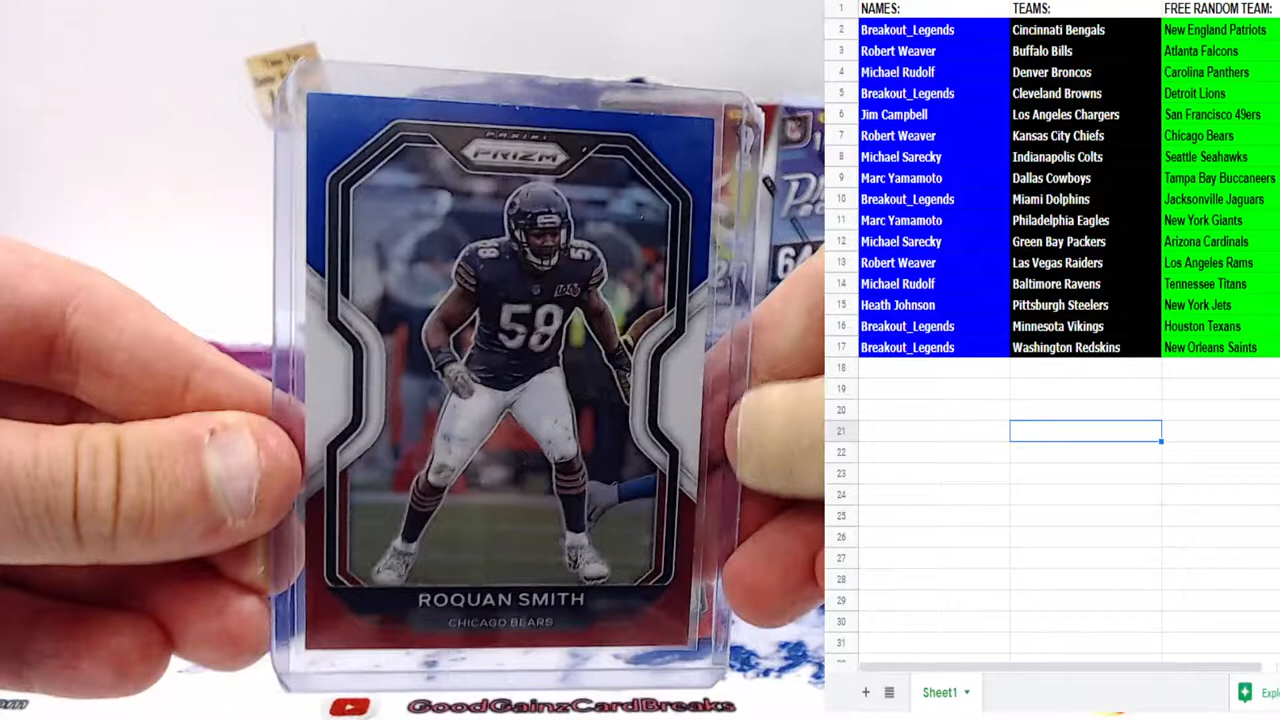 PANINI
PRIZM
58
58
100
58
ROQUAN SMITH
CHICAGO BEARS
GoodGainzCardBreaks
1 NAMES: TEAMS: FREE RANDOM TEAM:
2 Breakout_Legends Cincinnati Bengals New England Patriots
3 Robert Weaver Buffalo Bills Atlanta Falcons
4 Michael Rudolf Denver Broncos Carolina Panthers
5 Breakout_Legends Cleveland Browns Detroit Lions
6 Jim Campbell Los Angeles Chargers San Francisco 49ers
7 Robert Weaver Kansas City Chiefs Chicago Bears
8 Michael Sarecky Indianapolis Colts Seattle Seahawks
9 Marc Yamamoto Dallas Cowboys Tampa Bay Buccaneers
10 Breakout_Legends Miami Dolphins Jacksonville Jaguars
11 Marc Yamamoto Philadelphia Eagles New York Giants
12 Michael Sarecky Green Bay Packers Arizona Cardinals
13 Robert Weaver Las Vegas Raiders Los Angeles Rams
14 Michael Rudolf Baltimore Ravens Tennessee Titans
15 Heath Johnson Pittsburgh Steelers New York Jets
16 Breakout_Legends Minnesota Vikings Houston Texans
17 Breakout_Legends Washington Redskins New Orleans Saints
18
19
20
21
22
23
24
25
26
27
28
29
30
31
Sheet1
Explo